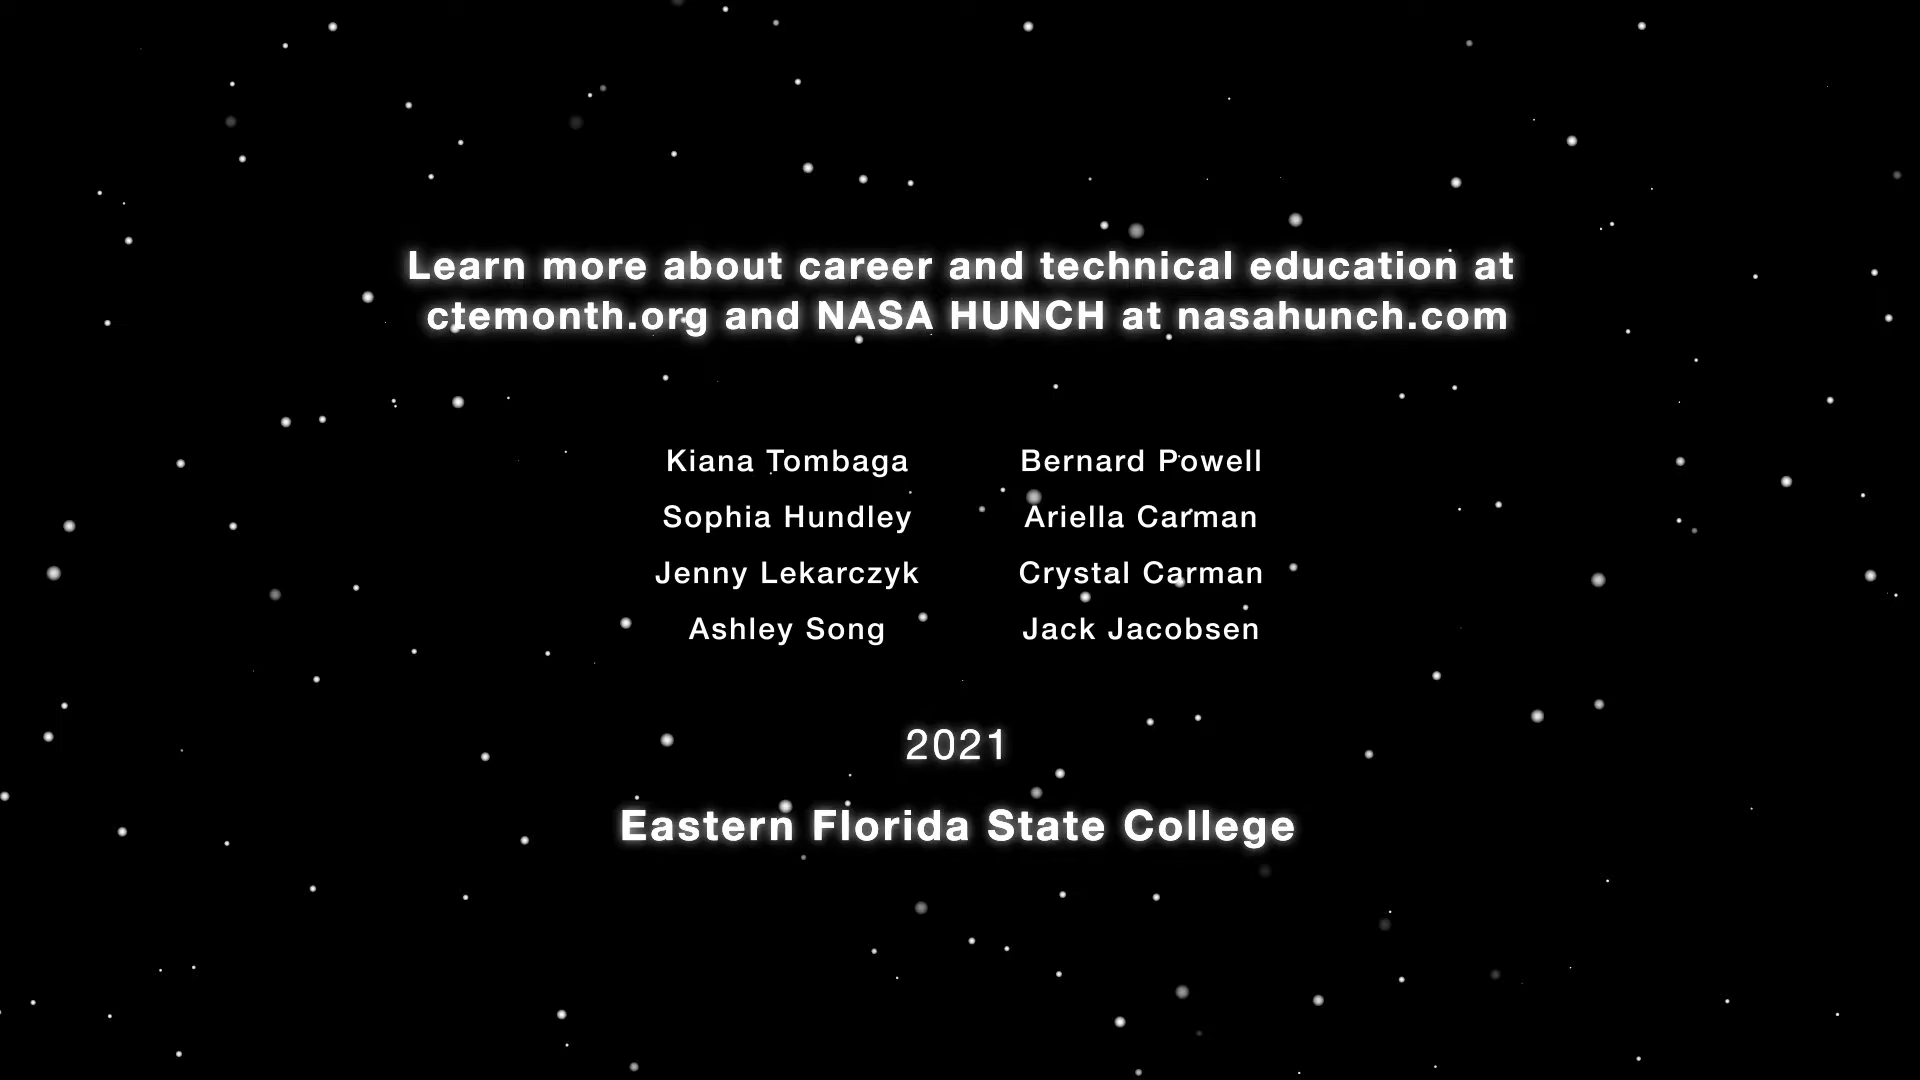 Learn more about career and technical education at
ctemonth.org and NASA HUNCH at nasahunch.com
Kiana Tombaga
Bernard Powell
Sophia Hundley
Ariella Carman
Jenny Lekarczyk
Crystal Carman
Ashley Song
Jack Jacobsen
2021
Eastern Florida State College